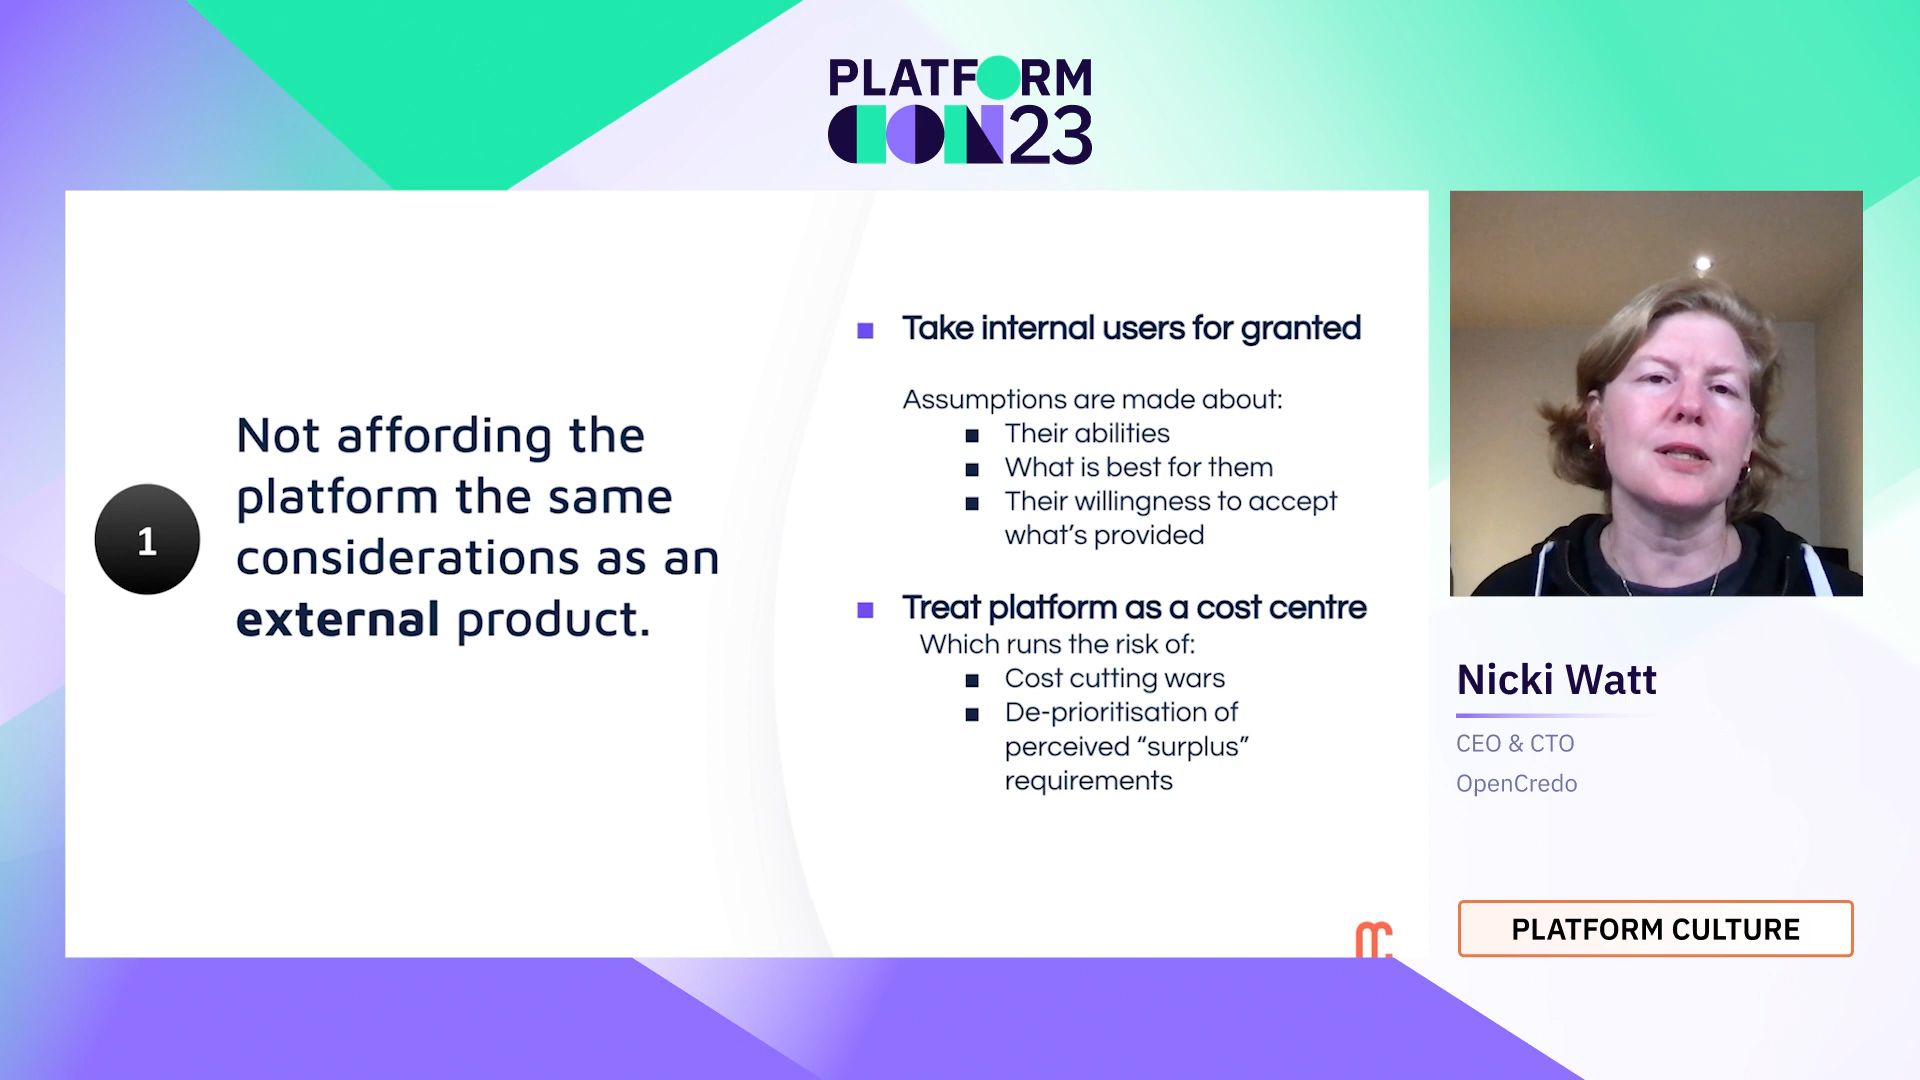 PLATFORM
CON23
1
Not affording the
platform the same
considerations as an
external product.
■ Take internal users for granted
Assumptions are made about:
■ Their abilities
■ What is best for them
■ Their willingness to accept
what's provided
■ Treat platform as a cost centre
Which runs the risk of:
■ Cost cutting wars
■ De-prioritisation of
perceived “surplus”
requirements
Nicki Watt
CEO & CTO
OpenCredo
PLATFORM CULTURE